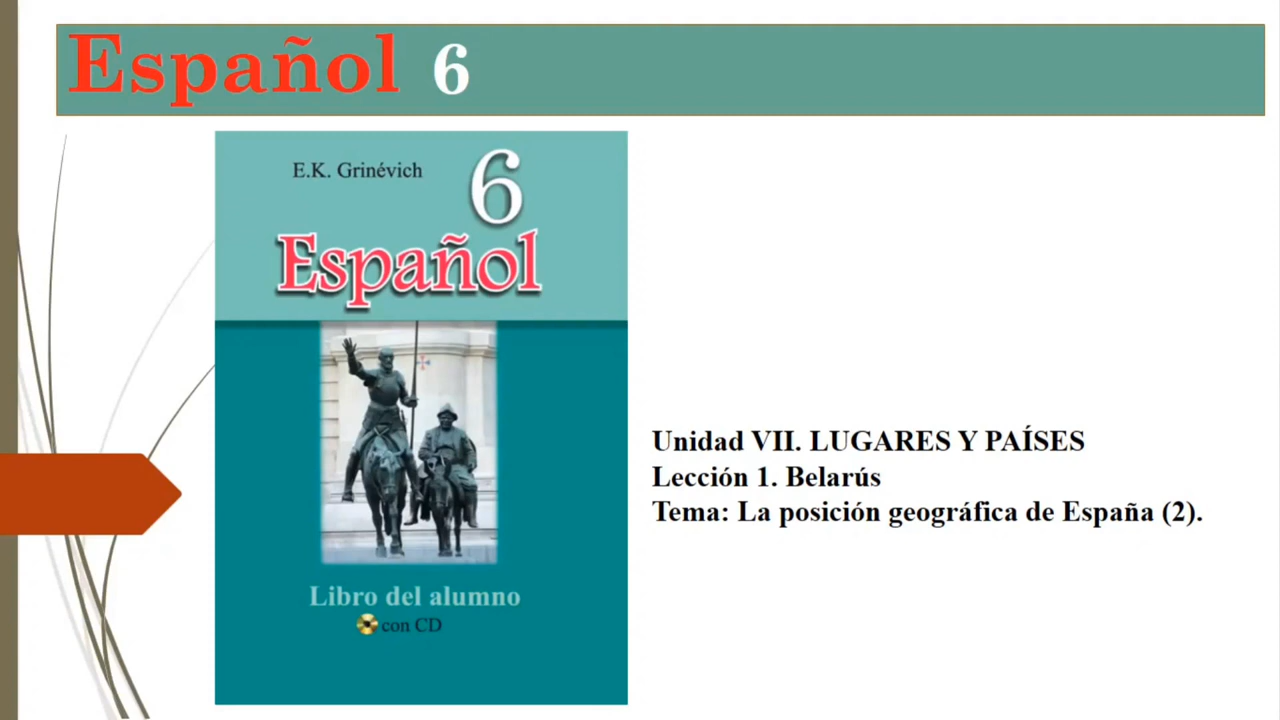 Español 6
E.K. Grinévich
6
Español
Libro del alumno
con CD
Unidad VII. LUGARES Y PAÍSES
Lección 1. Belarús
Tema: La posición geográfica de España (2).